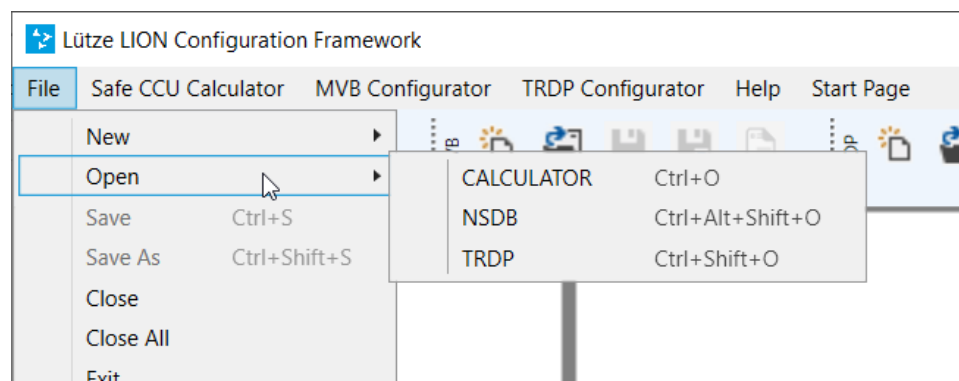 Lütze LION Configuration Framework
File Safe CCU Calculator MVB Configurator TRDP Configurator Help Start Page
New
Open
CALCULATOR Ctrl+O
Save Ctrl+S
NSDB Ctrl+Alt+Shift+O
Save As Ctrl+Shift+S
TRDP Ctrl+Shift+O
Close
Close All
Exit